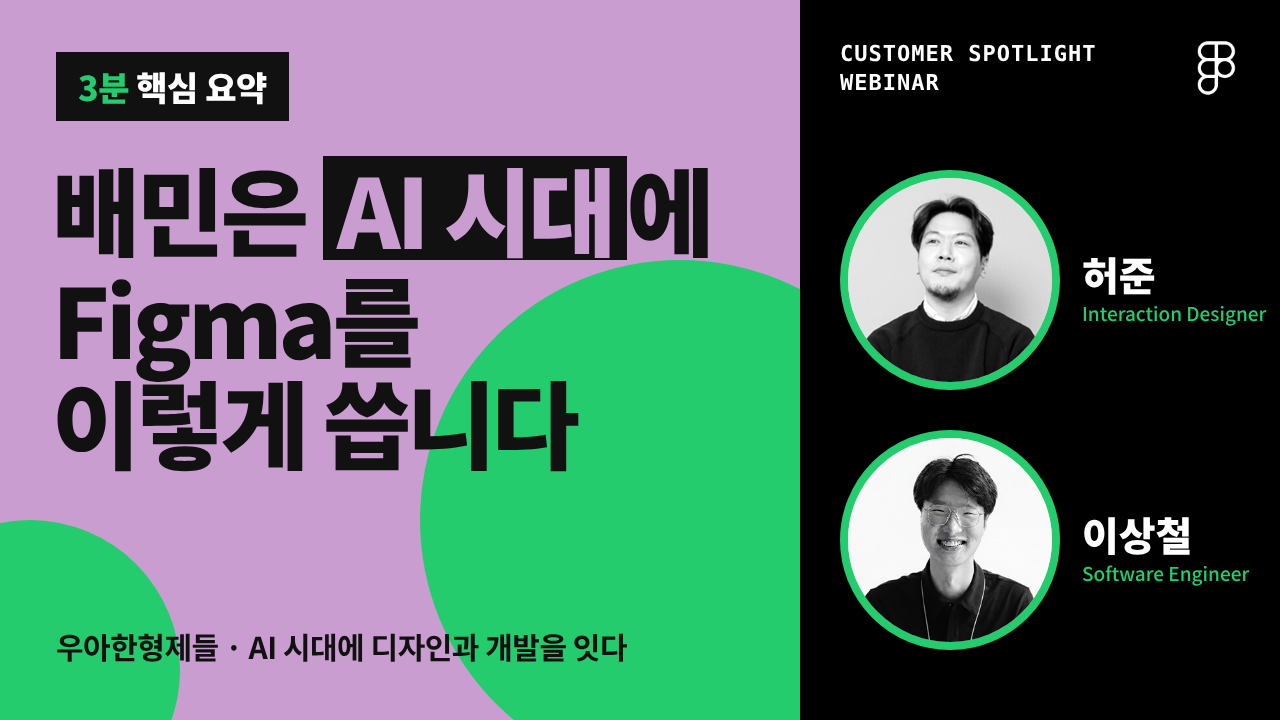 3분 핵심 요약
배민은 AI 시대에
Figma를
이렇게 씁니다
우아한형제들 · AI 시대에 디자인과 개발을 잇다
CUSTOMER SPOTLIGHT
WEBINAR
허준
Interaction Designer
이상철
Software Engineer